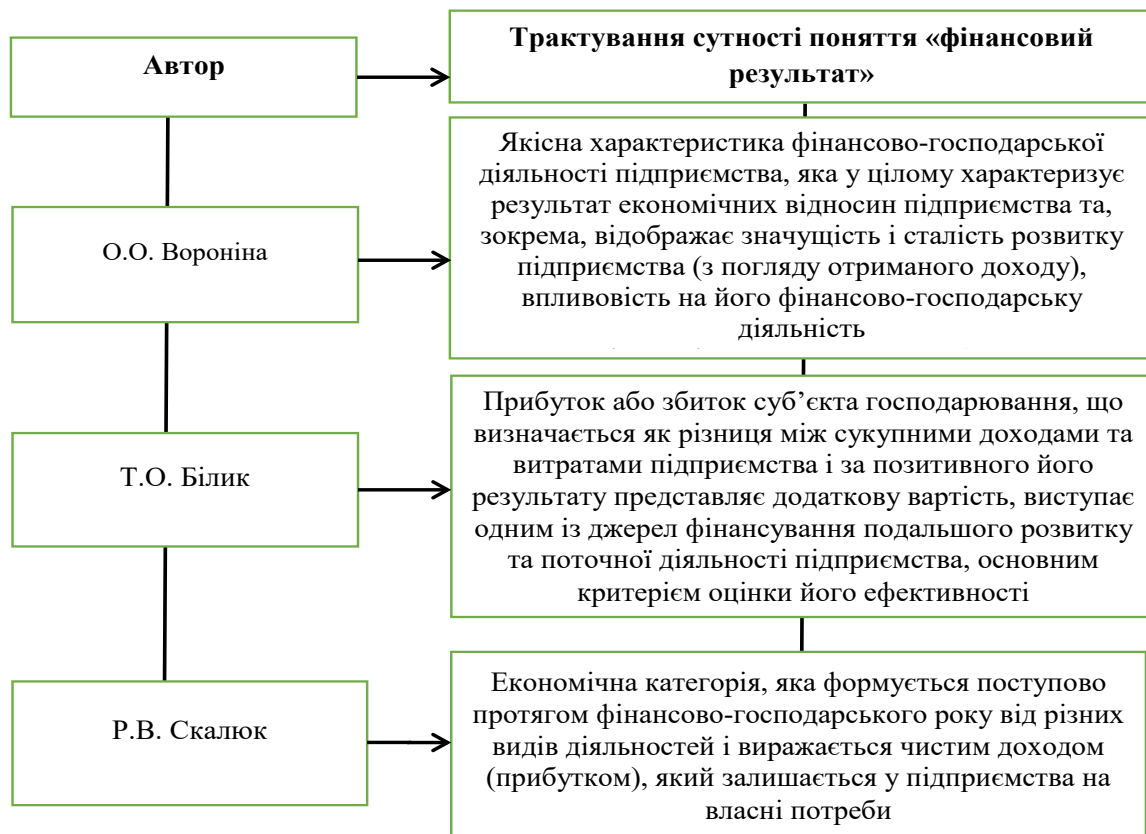 Автор
Трактування сутності поняття «фінансовий
результат»
О.О. Вороніна
Якісна характеристика фінансово-господарської
діяльності підприємства, яка у цілому характеризує
результат економічних відносин підприємства та,
зокрема, відображає значущість і сталість розвитку
підприємства (з погляду отриманого доходу),
впливовість на його фінансово-господарську
діяльність
Т.О. Білик
Прибуток або збиток суб’єкта господарювання, що
визначається як різниця між сукупними доходами та
витратами підприємства і за позитивного його
результату представляє додаткову вартість, виступає
одним із джерел фінансування подальшого розвитку
та поточної діяльності підприємства, основним
критерієм оцінки його ефективності
Р.В. Скалюк
Економічна категорія, яка формується поступово
протягом фінансово-господарського року від різних
видів діяльностей і виражається чистим доходом
(прибутком), який залишається у підприємства на
власні потреби